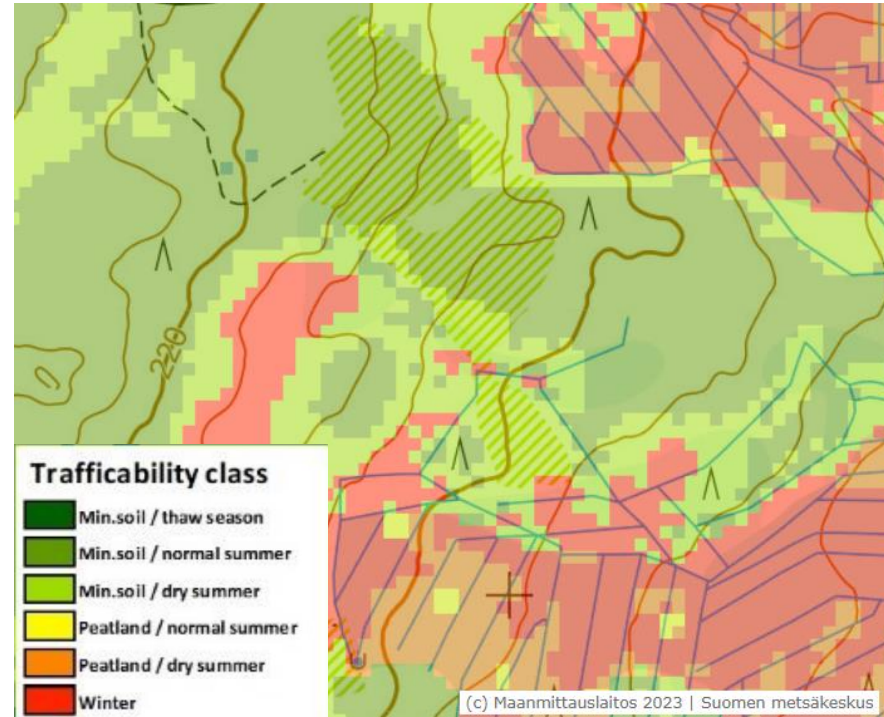 220
Trafficability class
Min.soil / thaw season
Min.soil / normal summer
Min.soil / dry summer
Peatland / normal summer
Peatland / dry summer
Winter
(c) Maanmittauslaitos 2023 | Suomen metsäkeskus